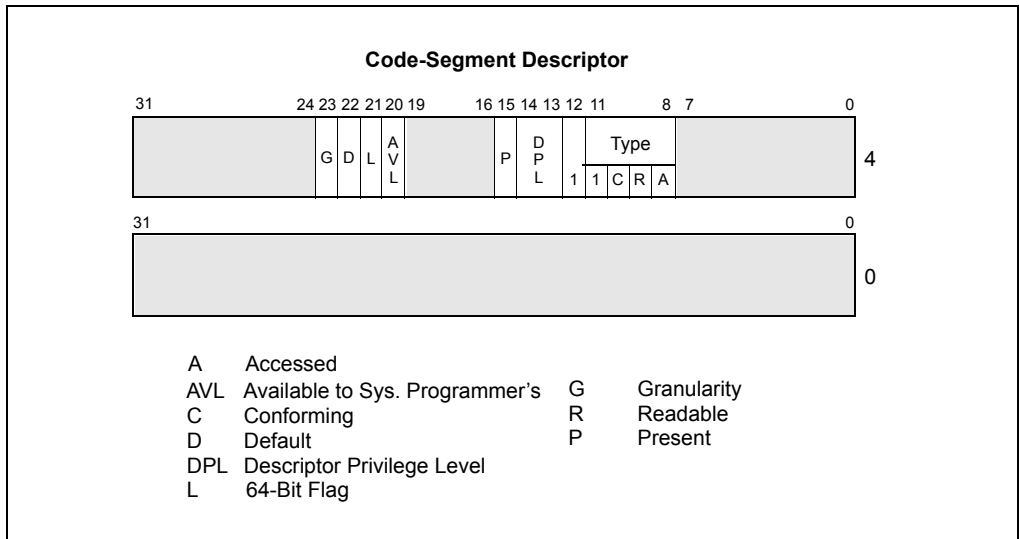 Code-Segment Descriptor
31 24 23 22 21 20 19 16 15 14 13 12 11 8 7 0
G D L AVL P DPL 1 Type 4
1 C R A
31 0
0
A Accessed
AVL Available to Sys. Programmer's
C Conforming
D Default
DPL Descriptor Privilege Level
L 64-Bit Flag
G Granularity
R Readable
P Present